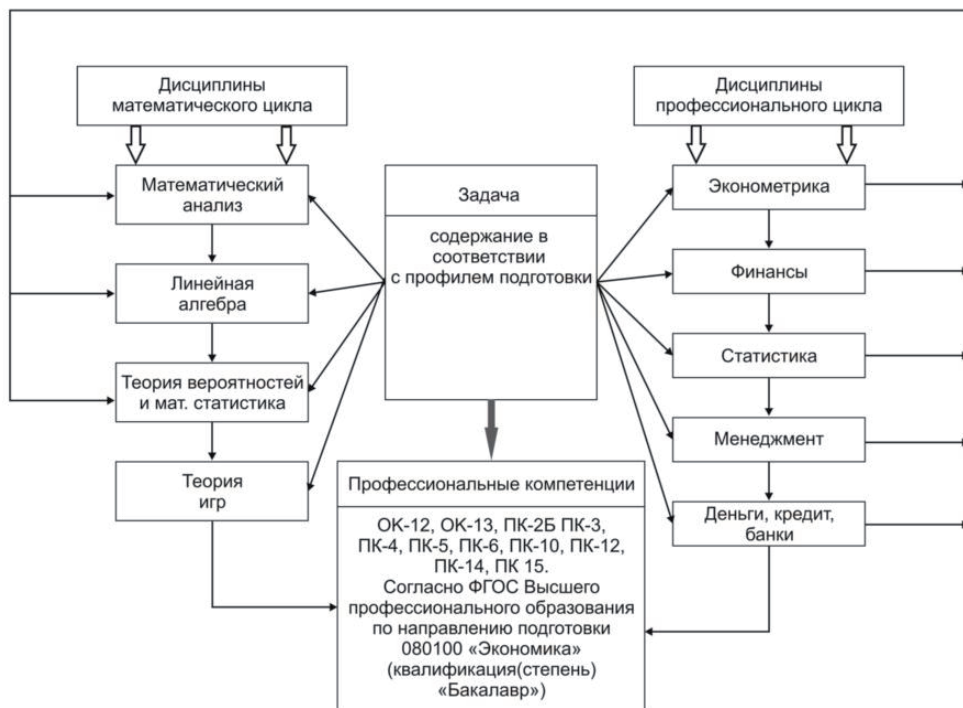 Дисциплины
математического цикла
Дисциплины
профессионального цикла
Математический
анализ
Линейная
алгебра
Теория вероятностей
и мат. статистика
Теория
игр
Задача
содержание в
соответствии
с профилем подготовки
Эконометрика
Финансы
Статистика
Менеджмент
Деньги, кредит,
банки
Профессиональные компетенции
ОК-12, ОК-13, ПК-2Б ПК-3,
ПК-4, ПК-5, ПК-6, ПК-10, ПК-12,
ПК-14, ПК 15.
Согласно ФГОС Высшего
профессионального образования
по направлению подготовки
080100 «Экономика»
(квалификация(степень)
«Бакалавр»)